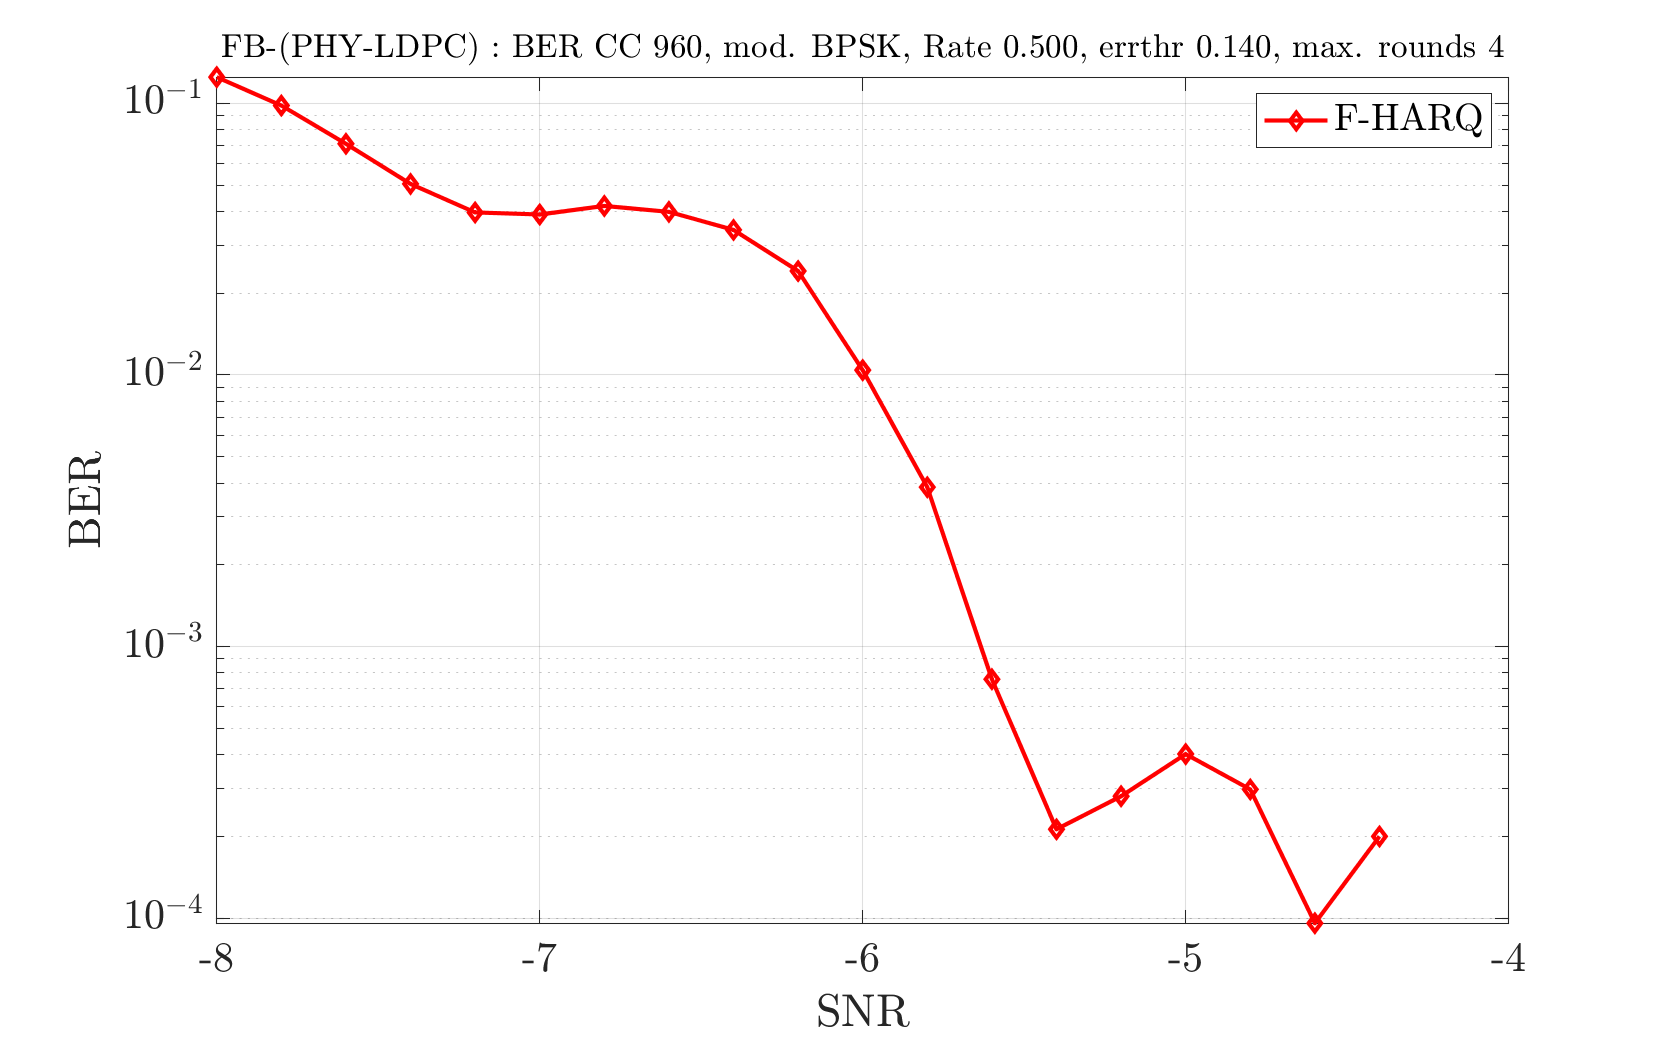 FB-(PHY-LDPC) : BER CC 960, mod. BPSK, Rate 0.500, errthr 0.140, max. rounds 4
F-HARQ
10⁻¹
10⁻²
10⁻³
10⁻⁴
BER
-8 -7 -6 -5 -4
SNR